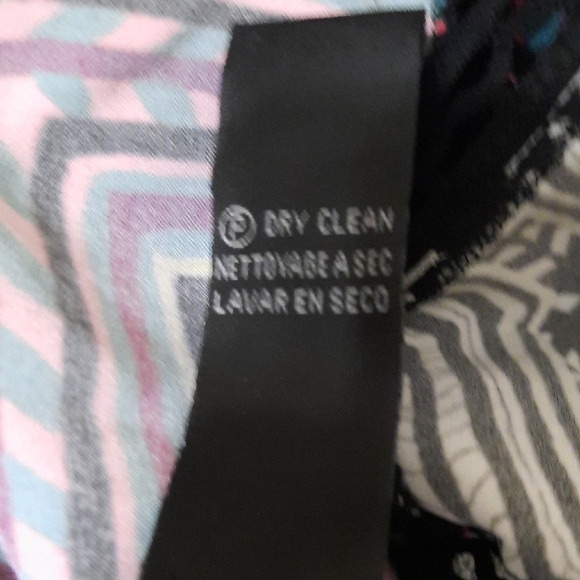 Ⓟ DRY CLEAN
NETTOYAGE A SEC
LAVAR EN SECO